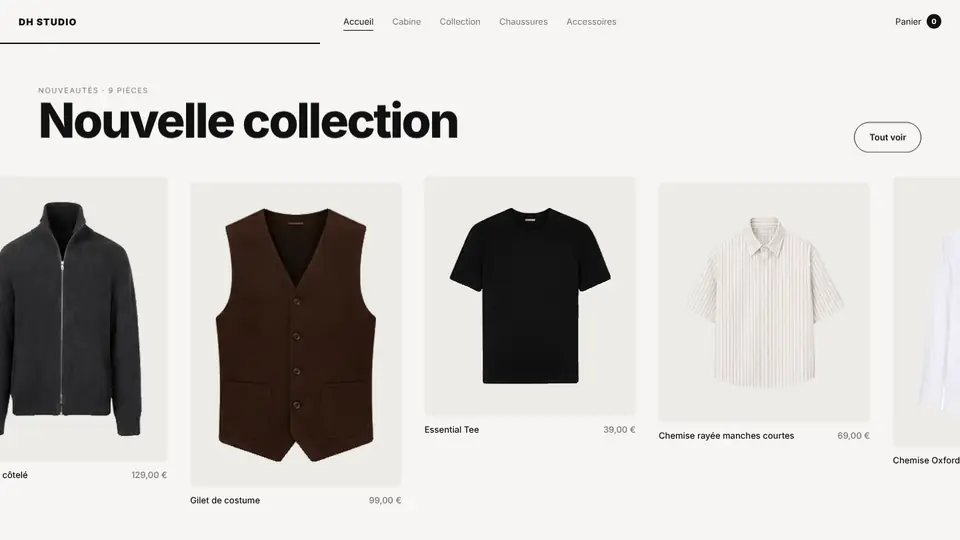 DH STUDIO
Accueil Cabine Collection Chaussures Accessoires
Panier 0
NOUVEAUTÉS · 9 PIÈCES
Nouvelle collection
Tout voir
côtelé 129,00 €
Gilet de costume 99,00 €
Essential Tee 39,00 €
Chemise rayée manches courtes 69,00 €
Chemise Oxford